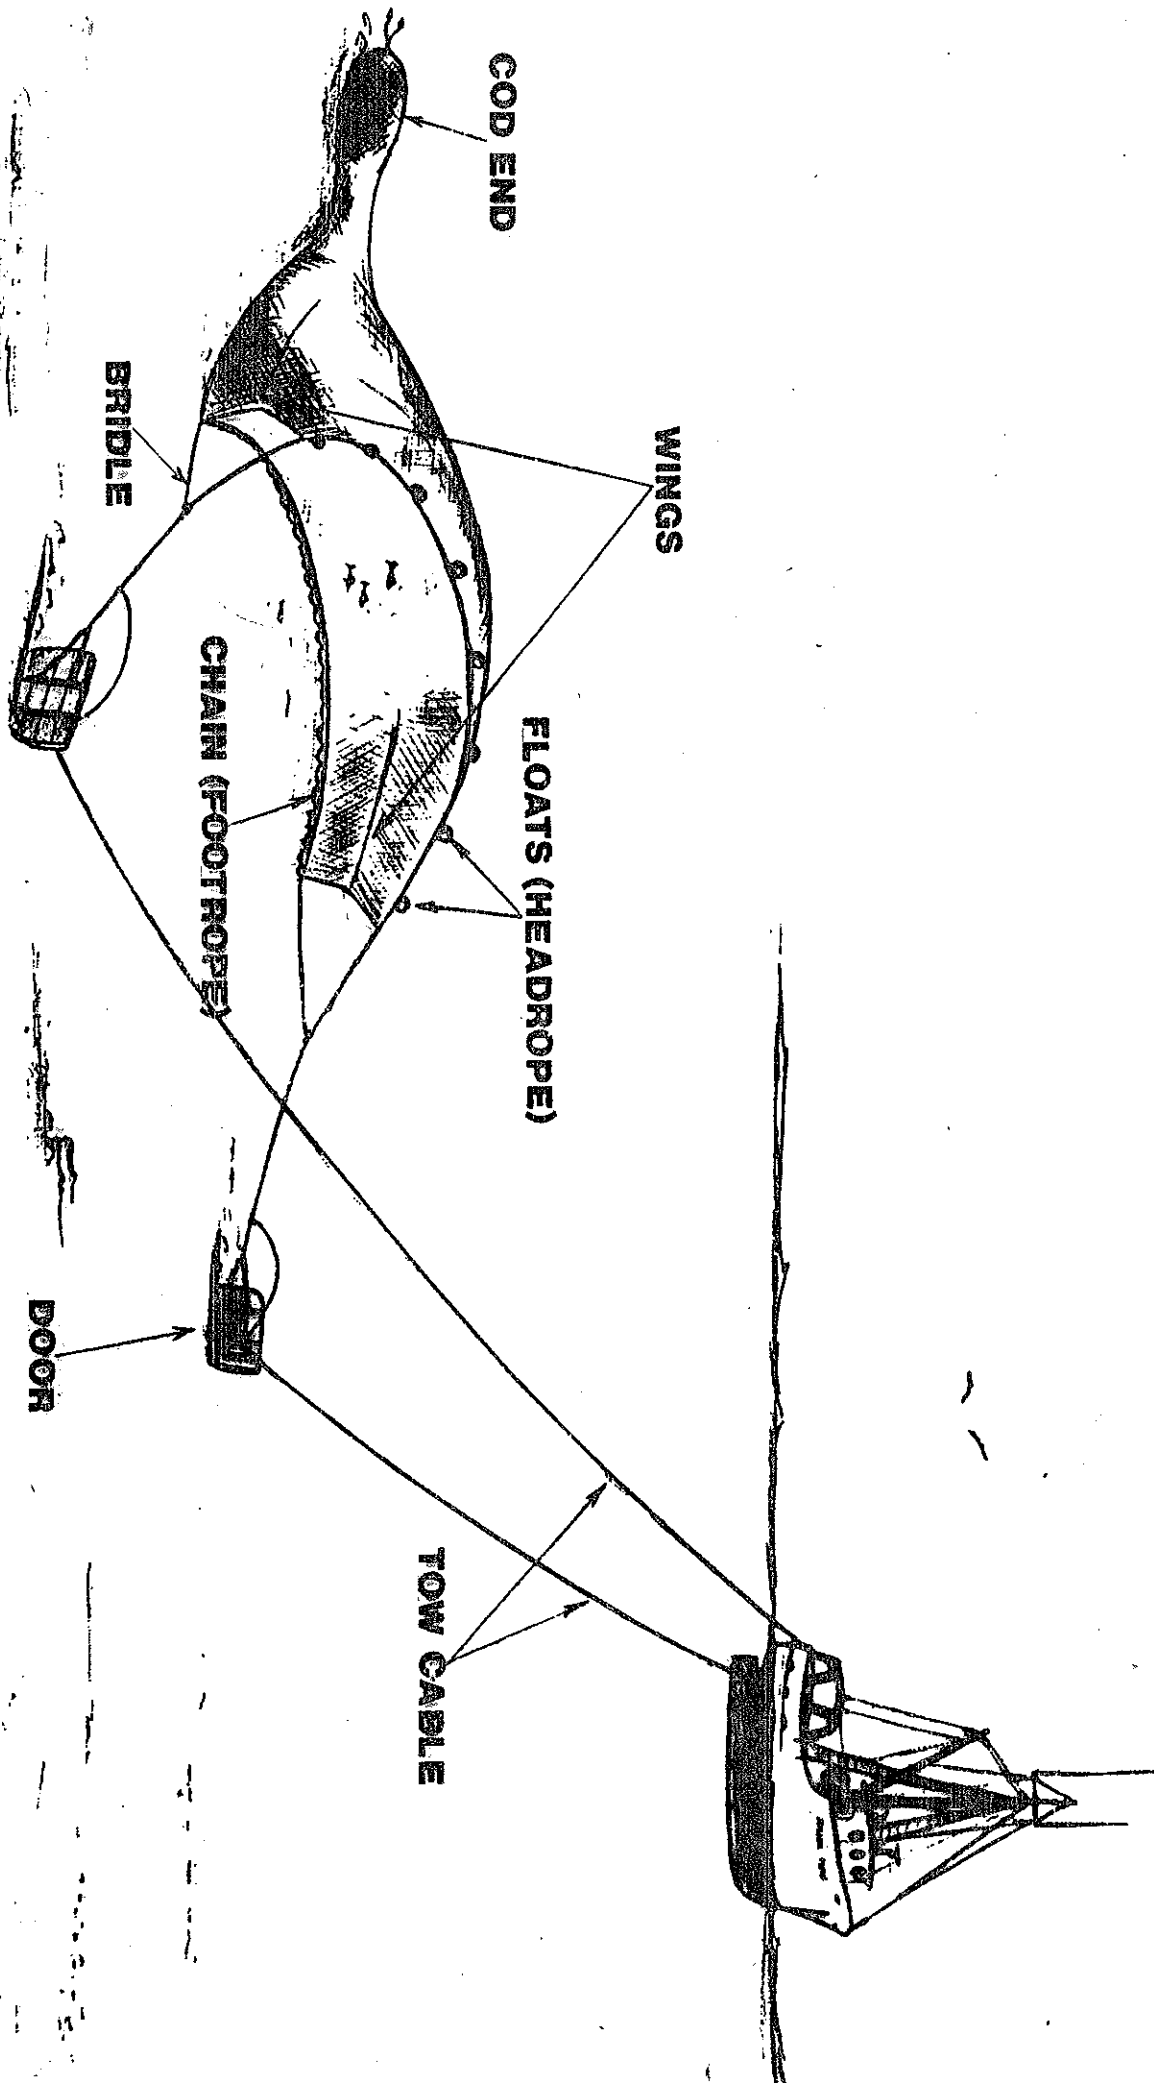 COD END
WINGS
FLOATS (HEADROPE)
BRIDLE
CHAIN (FOOTROPE)
TOW CABLE
DOOR